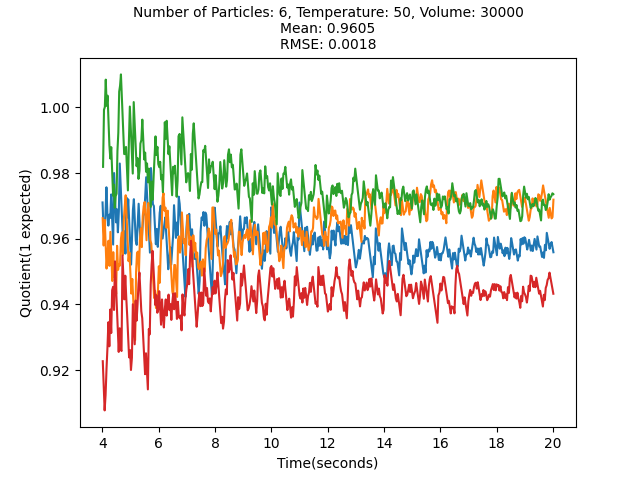 Number of Particles: 6, Temperature: 50, Volume: 30000
Mean: 0.9605
RMSE: 0.0018
1.00
0.98
0.96
0.94
0.92
Quotient(1 expected)
4 6 8 10 12 14 16 18 20
Time(seconds)